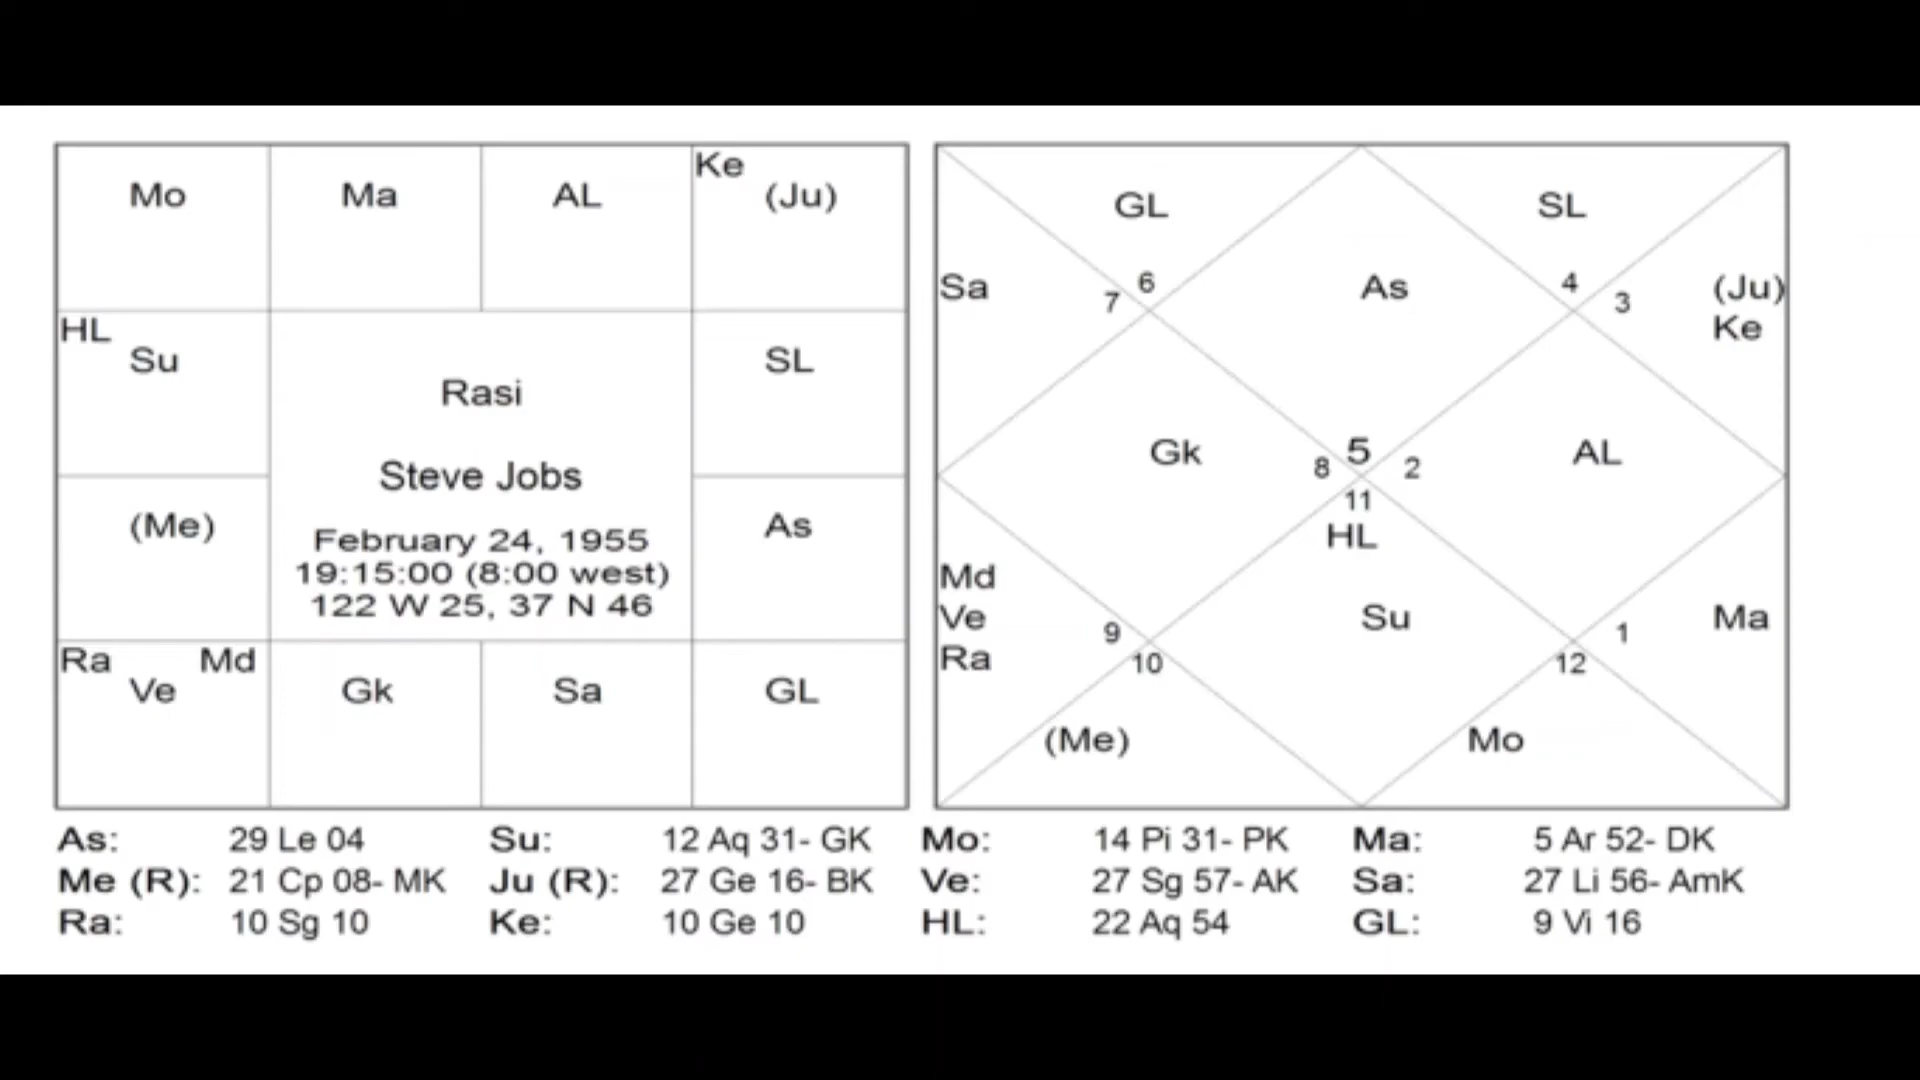 Mo Ma AL Ke (Ju)
HL Su SL
Rasi
Steve Jobs
(Me) As
February 24, 1955
19:15:00 (8:00 west)
122 W 25, 37 N 46
Ra Md Ve Gk Sa GL
GL SL
Sa 7 6 As 4 3 (Ju)
Ke
Gk 8 5 2 AL
11
HL
Md
Ve 9 Su 1 Ma
Ra 10 12
(Me) Mo
As: 29 Le 04 Su: 12 Aq 31- GK Mo: 14 Pi 31- PK Ma: 5 Ar 52- DK
Me (R): 21 Cp 08- MK Ju (R): 27 Ge 16- BK Ve: 27 Sg 57- AK Sa: 27 Li 56- AmK
Ra: 10 Sg 10 Ke: 10 Ge 10 HL: 22 Aq 54 GL: 9 Vi 16